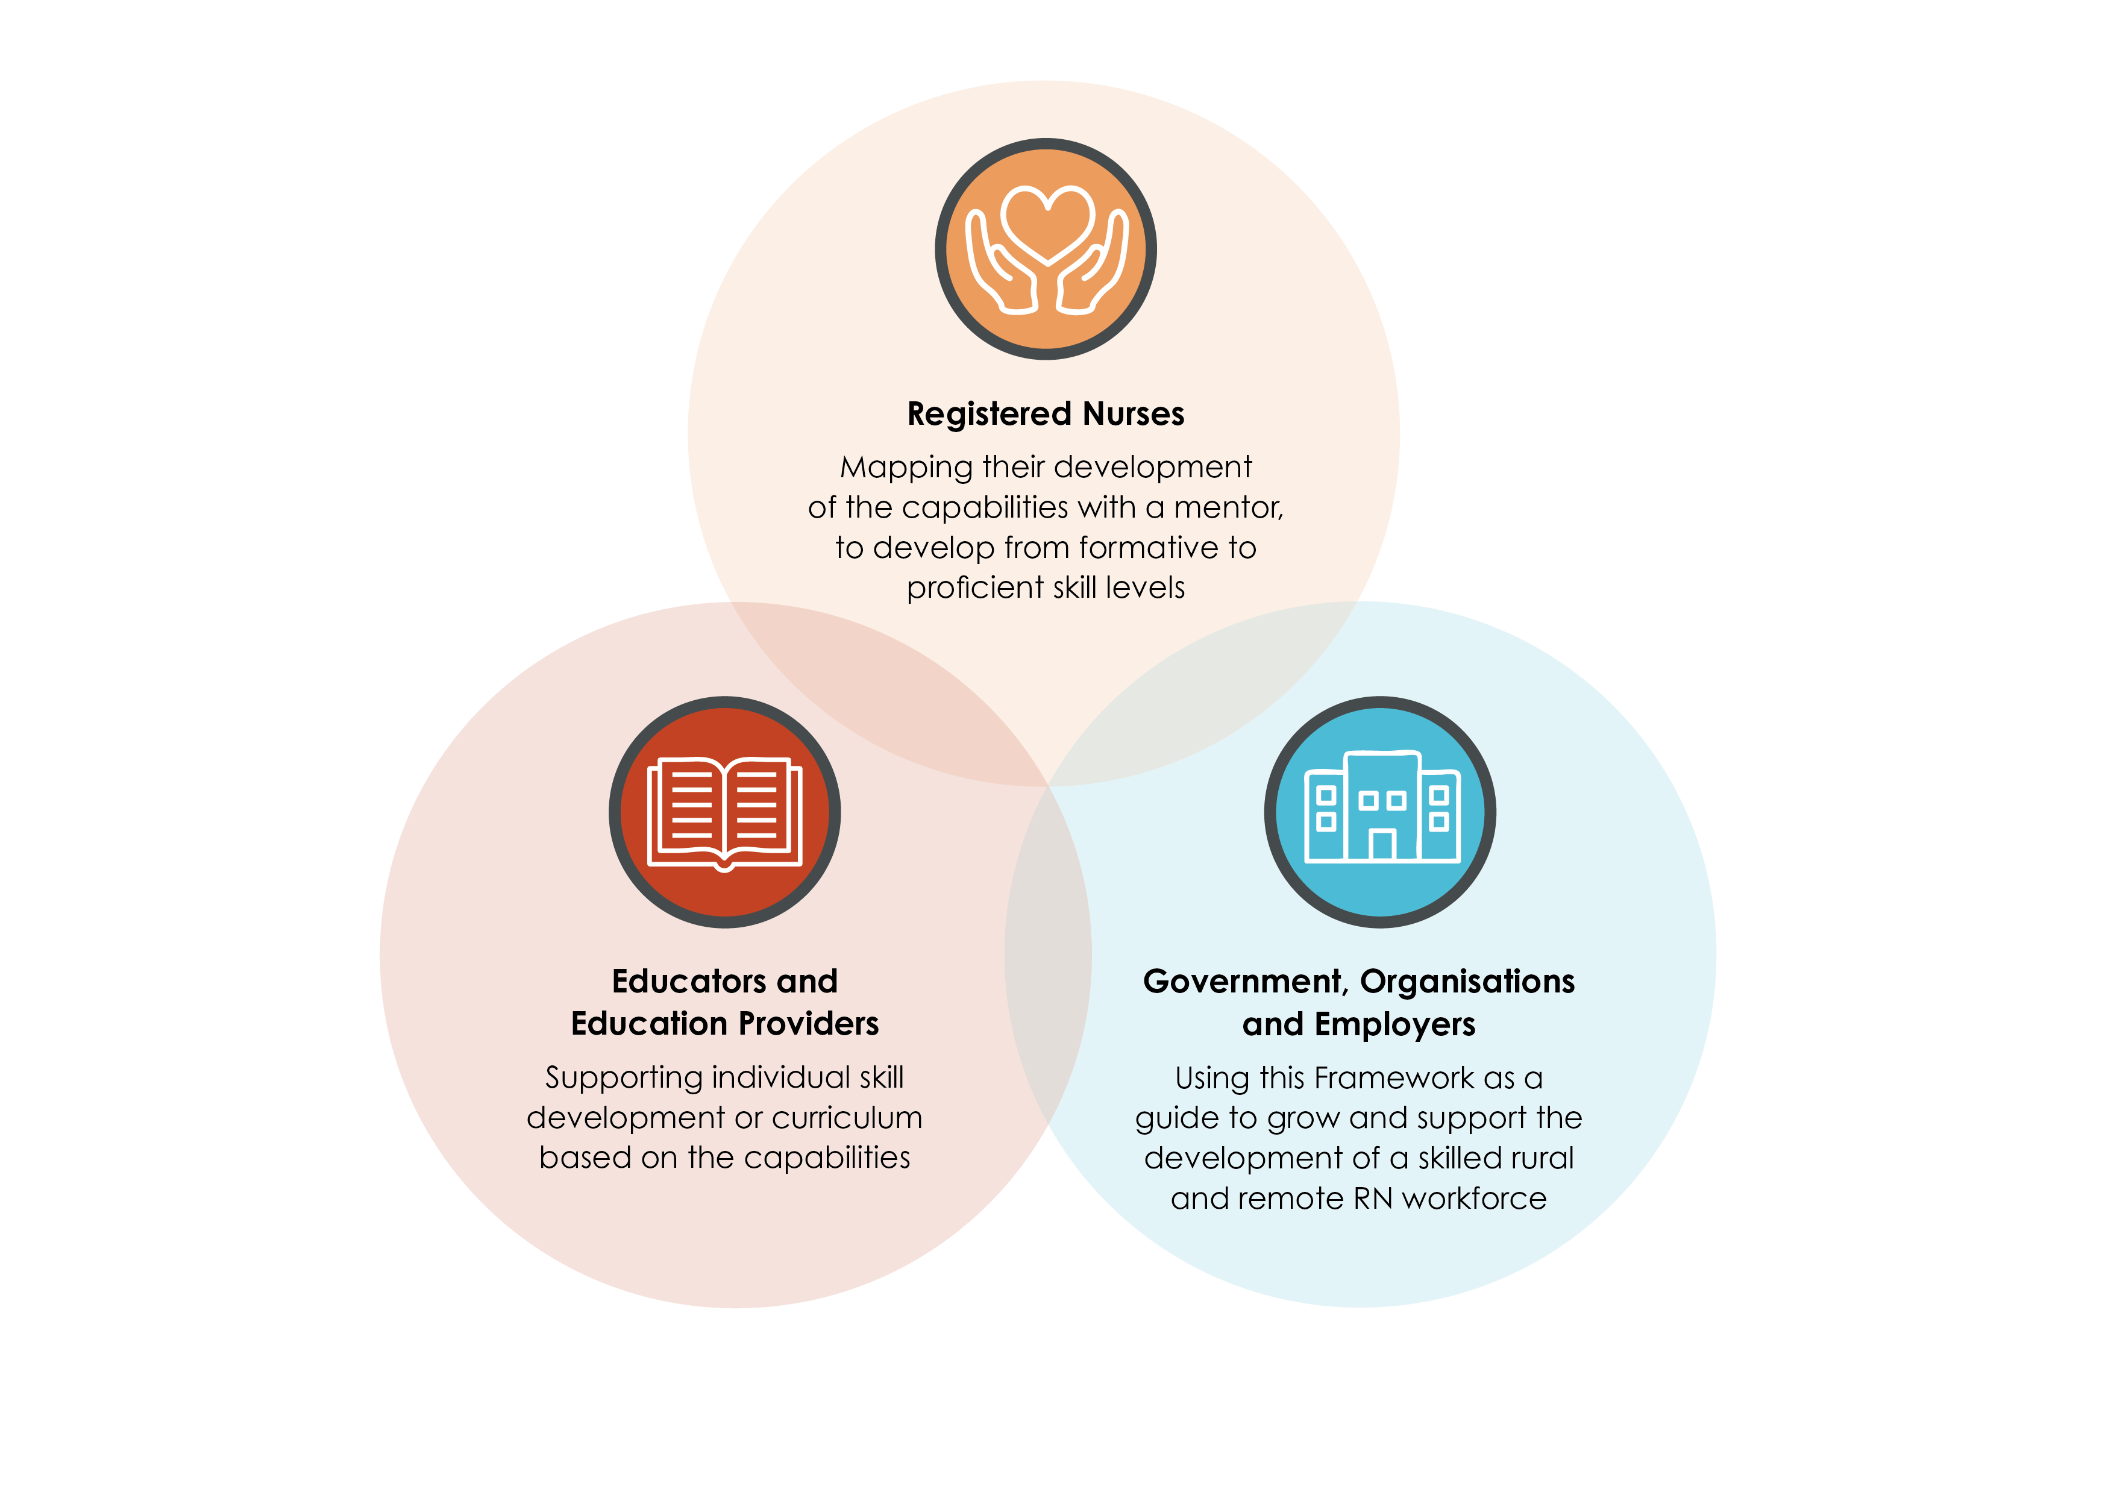 Registered Nurses
Mapping their development
of the capabilities with a mentor,
to develop from formative to
proficient skill levels
Educators and
Education Providers
Supporting individual skill
development or curriculum
based on the capabilities
Government, Organisations
and Employers
Using this Framework as a
guide to grow and support the
development of a skilled rural
and remote RN workforce